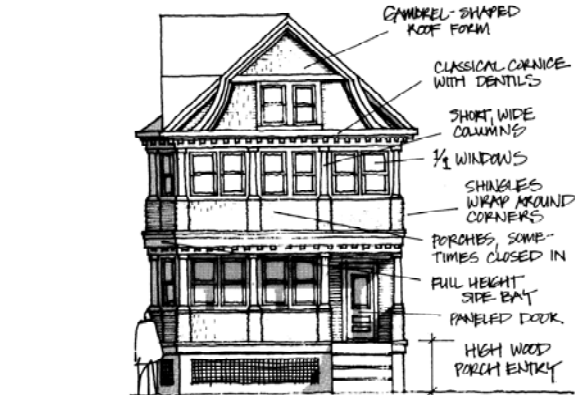 GAMBREL-SHAPED
ROOF FORM
CLASSICAL CORNICE
WITH DENTILS
SHORT, WIDE
COLUMNS
1/1 WINDOWS
SHINGLES
WRAP AROUND
CORNERS
PORCHES, SOME-
TIMES CLOSED IN
FULL HEIGHT
SIDE BAY
PANELED DOOR.
HIGH WOOD
PORCH ENTRY